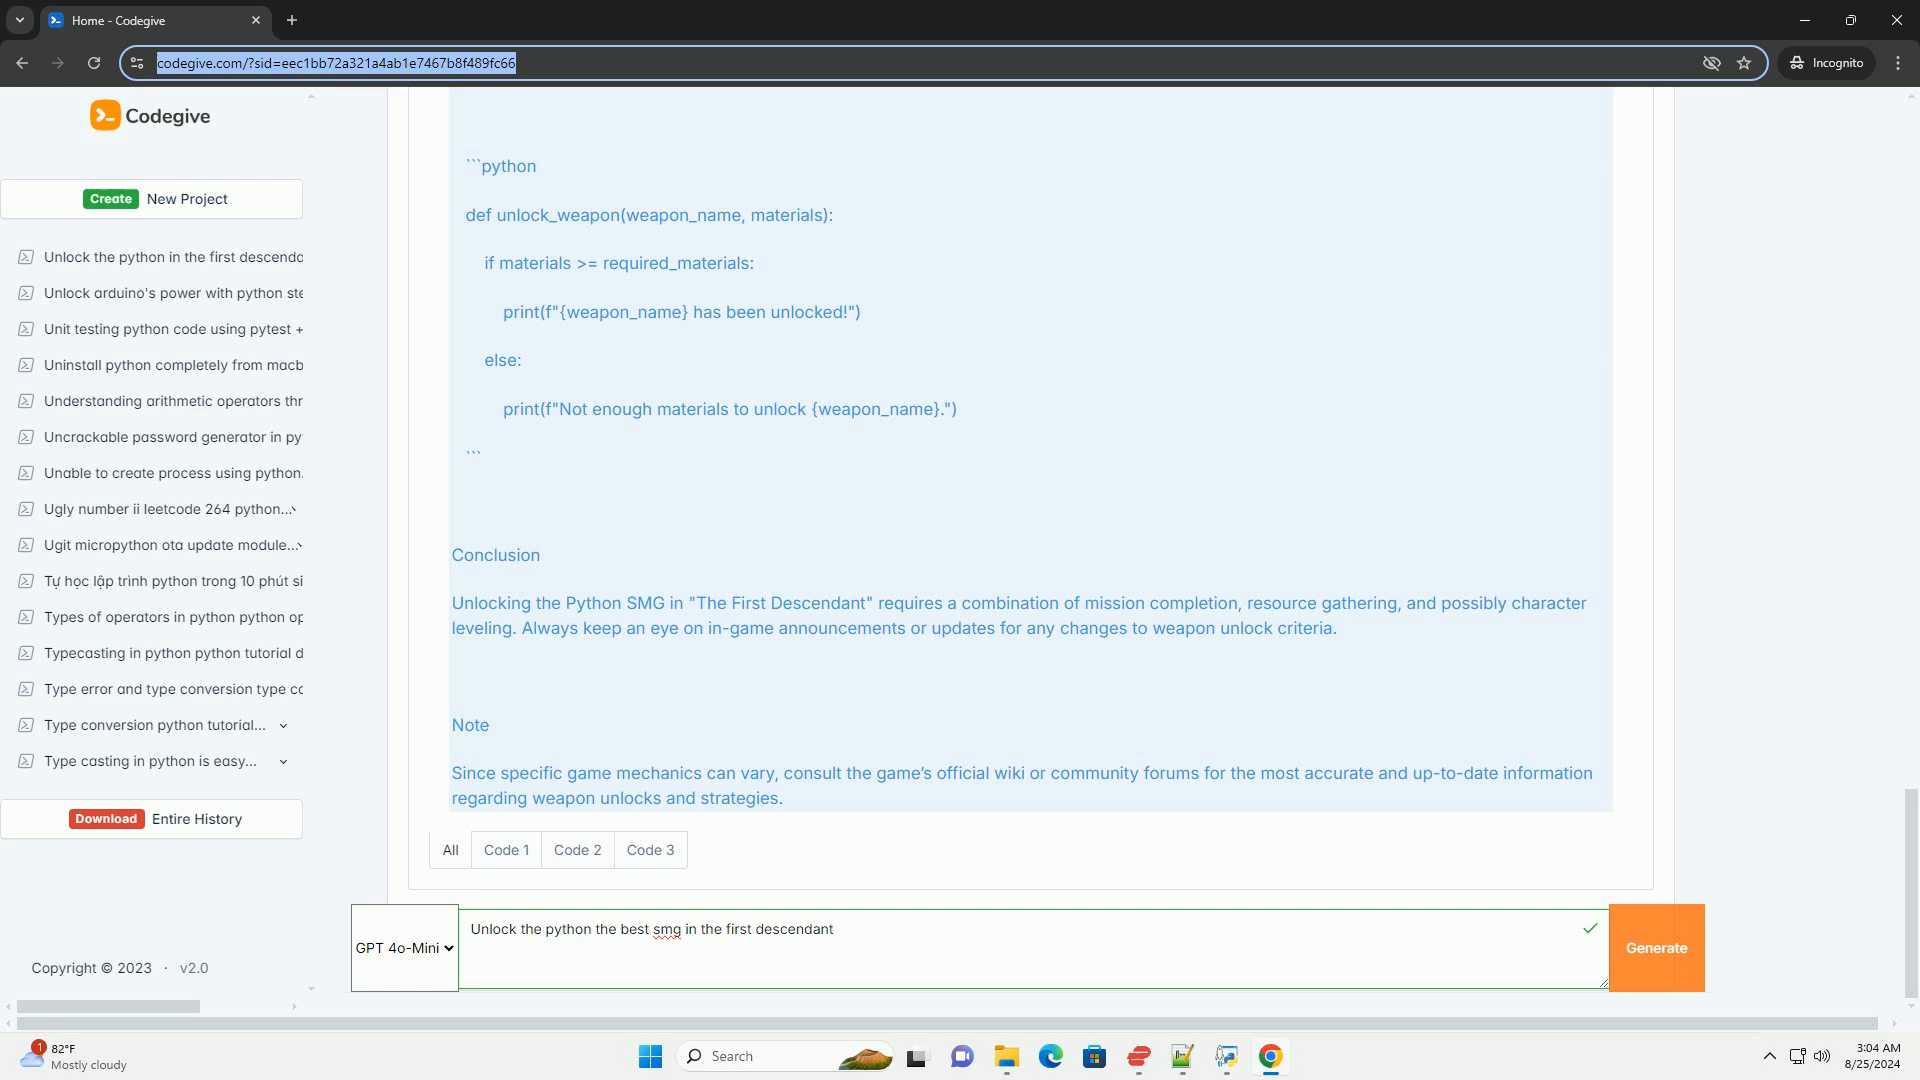 Home - Codegive
codegive.com/?sid=eec1bb72a321a4ab1e7467b8f489fc66
Incognito
Codegive
Create New Project
Unlock the python in the first descenda
Unlock arduino's power with python ste
Unit testing python code using pytest +
Uninstall python completely from macb
Understanding arithmetic operators thr
Uncrackable password generator in py
Unable to create process using python.
Ugly number ii leetcode 264 python...
Ugit micropython ota update module...
Tự học lập trình python trong 10 phút si
Types of operators in python python op
Typecasting in python python tutorial d
Type error and type conversion type co
Type conversion python tutorial...
Type casting in python is easy...
Download Entire History
Copyright © 2023 · v2.0
```python
def unlock_weapon(weapon_name, materials):
if materials >= required_materials:
print(f"{weapon_name} has been unlocked!")
else:
print(f"Not enough materials to unlock {weapon_name}.")
```
Conclusion
Unlocking the Python SMG in "The First Descendant" requires a combination of mission completion, resource gathering, and possibly character
leveling. Always keep an eye on in-game announcements or updates for any changes to weapon unlock criteria.
Note
Since specific game mechanics can vary, consult the game's official wiki or community forums for the most accurate and up-to-date information
regarding weapon unlocks and strategies.
All Code 1 Code 2 Code 3
GPT 4o-Mini
Unlock the python the best smg in the first descendant
Generate
1
82°F
Mostly cloudy
Search
3:04 AM
8/25/2024